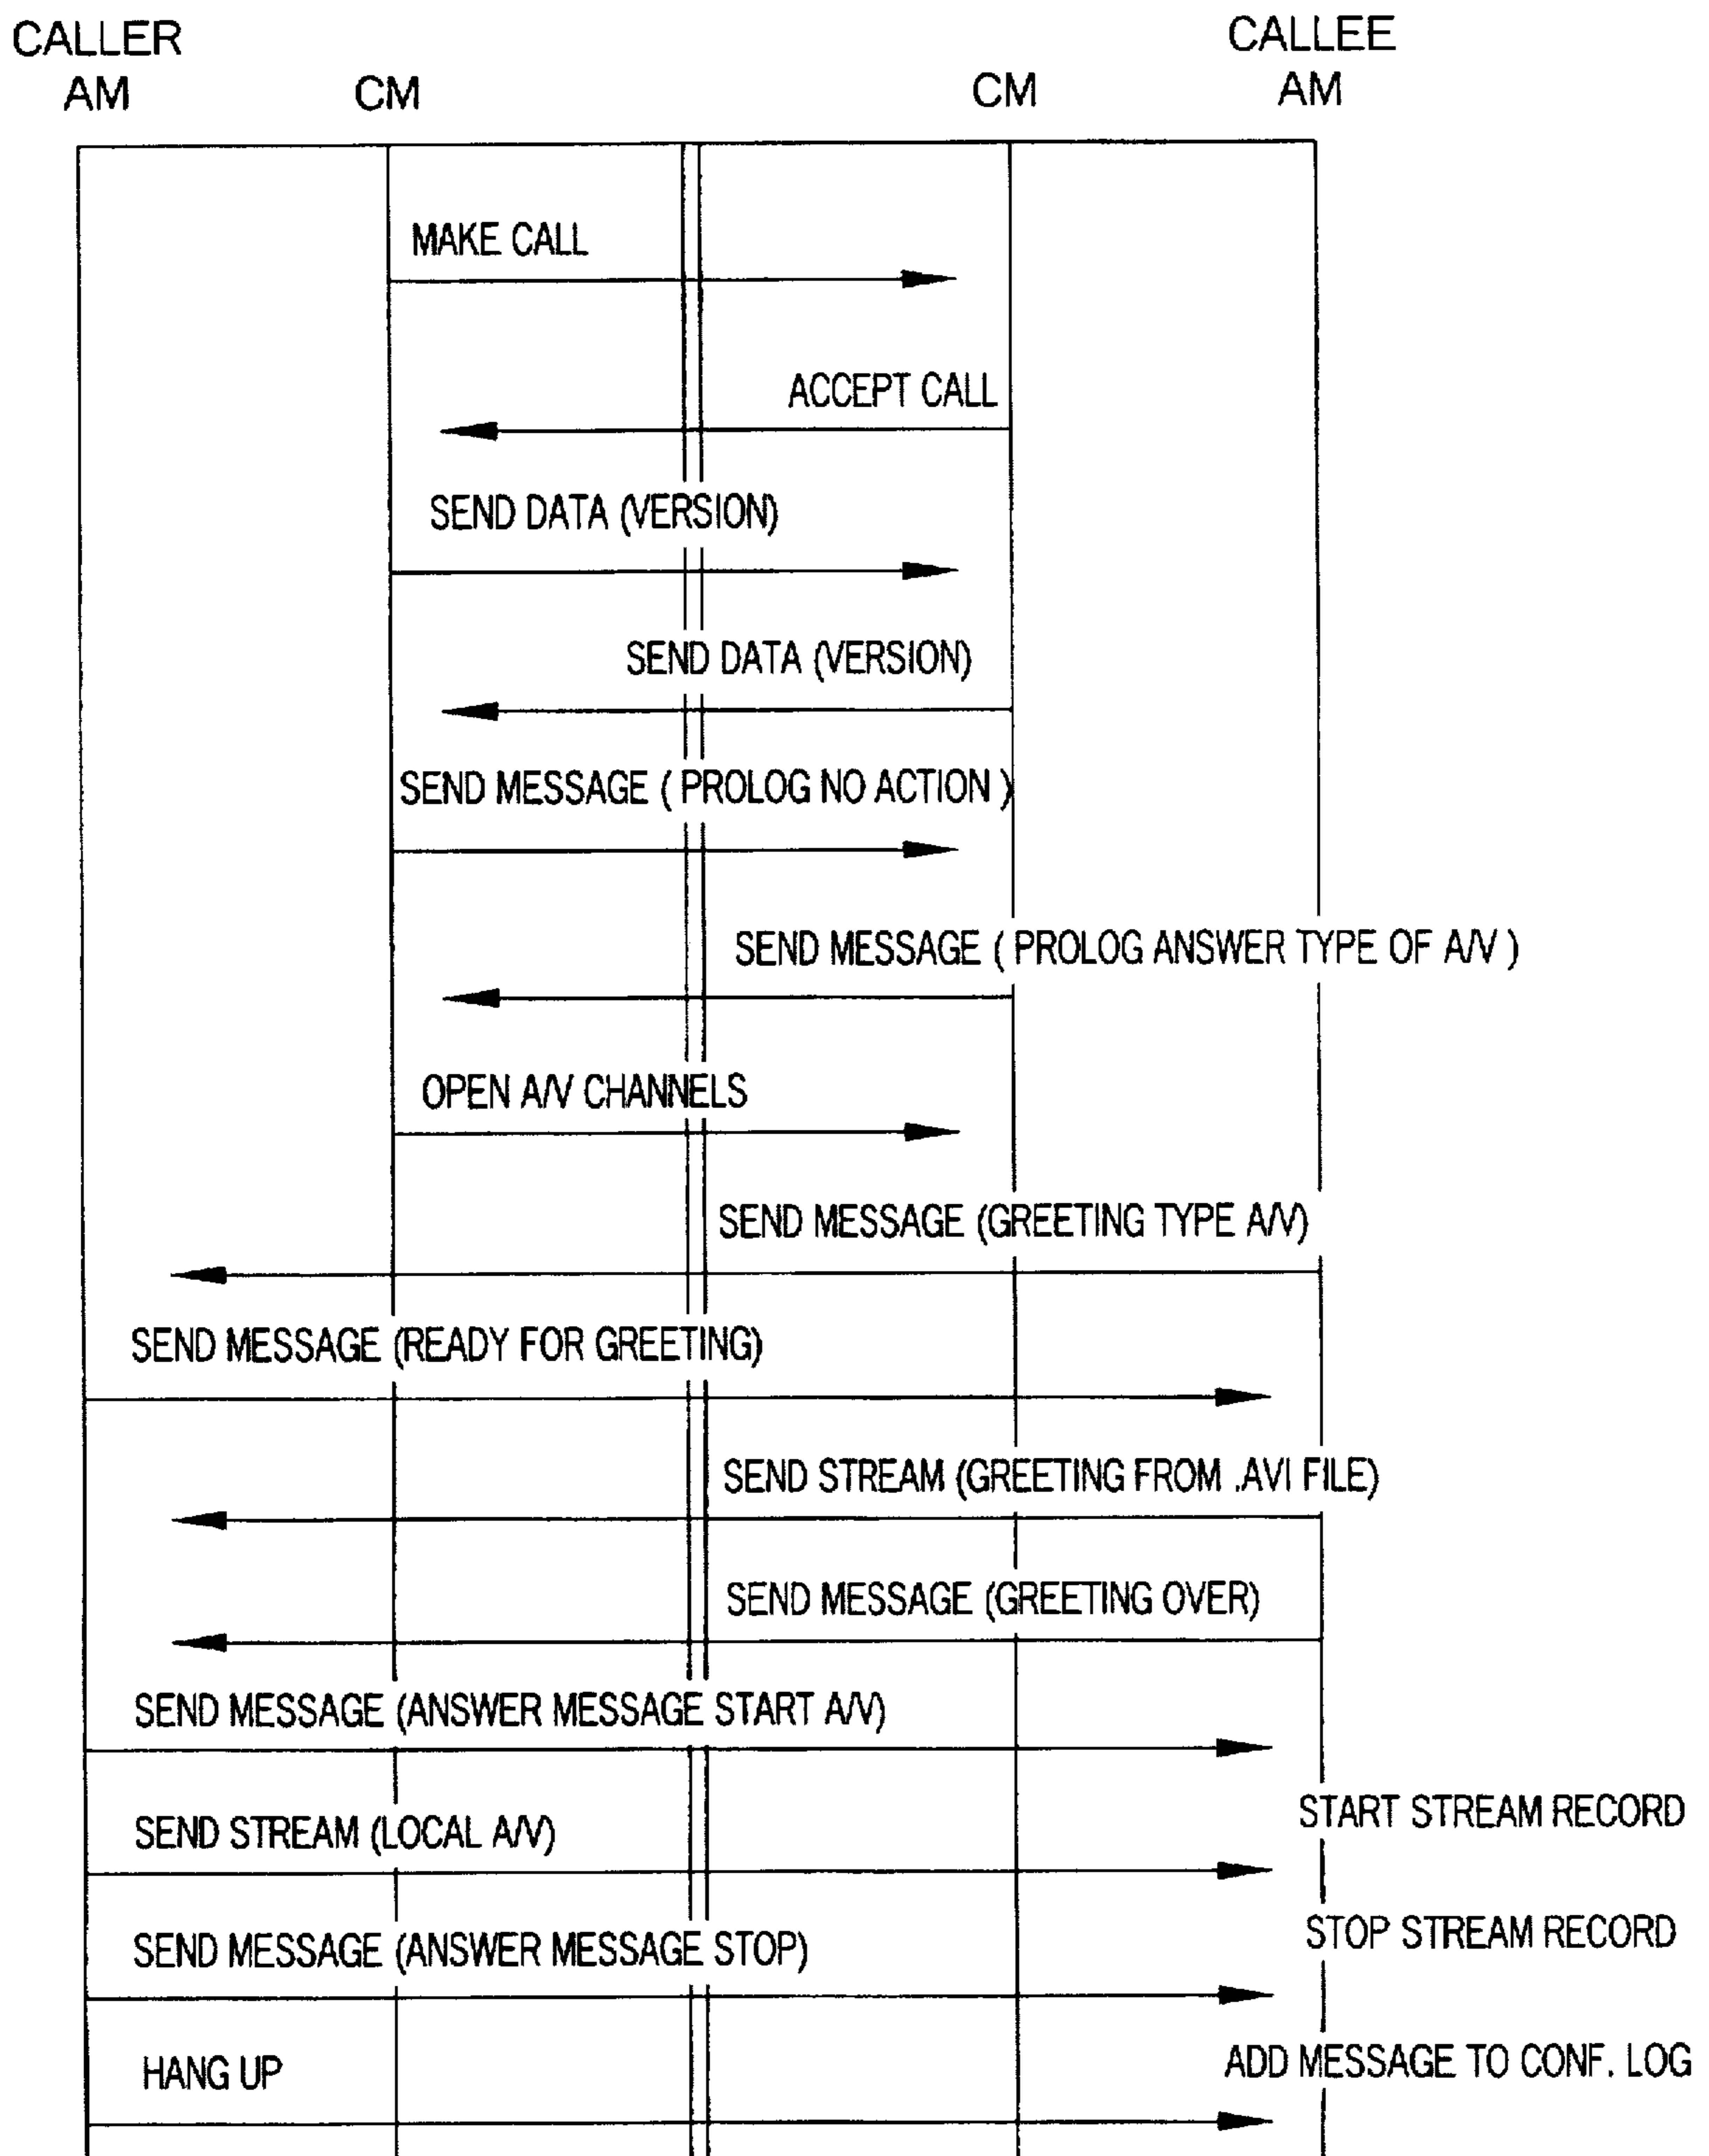 CALLER
CALLEE
AM
CM
CM
AM
MAKE CALL
ACCEPT CALL
SEND DATA (VERSION)
SEND DATA (VERSION)
SEND MESSAGE ( PROLOG NO ACTION )
SEND MESSAGE ( PROLOG ANSWER TYPE OF A/V )
OPEN A/V CHANNELS
SEND MESSAGE (GREETING TYPE A/V)
SEND MESSAGE (READY FOR GREETING)
SEND STREAM (GREETING FROM .AVI FILE)
SEND MESSAGE (GREETING OVER)
SEND MESSAGE (ANSWER MESSAGE START A/V)
START STREAM RECORD
SEND STREAM (LOCAL A/V)
STOP STREAM RECORD
SEND MESSAGE (ANSWER MESSAGE STOP)
ADD MESSAGE TO CONF. LOG
HANG UP